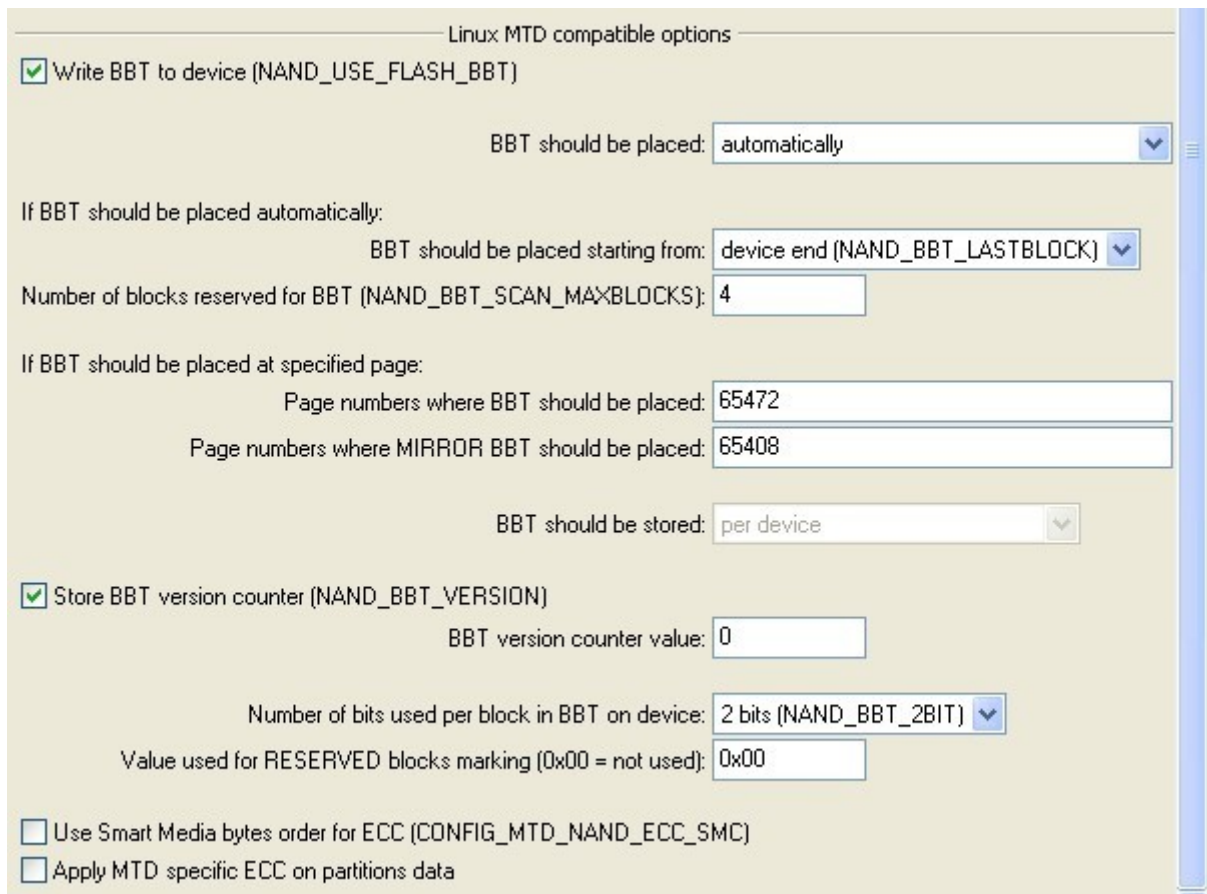 Linux MTD compatible options
Write BBT to device (NAND_USE_FLASH_BBT)
BBT should be placed: automatically
If BBT should be placed automatically:
BBT should be placed starting from: device end (NAND_BBT_LASTBLOCK)
Number of blocks reserved for BBT (NAND_BBT_SCAN_MAXBLOCKS): 4
If BBT should be placed at specified page:
Page numbers where BBT should be placed: 65472
Page numbers where MIRROR BBT should be placed: 65408
BBT should be stored: per device
Store BBT version counter (NAND_BBT_VERSION)
BBT version counter value: 0
Number of bits used per block in BBT on device: 2 bits (NAND_BBT_2BIT)
Value used for RESERVED blocks marking (0x00 = not used): 0x00
Use Smart Media bytes order for ECC (CONFIG_MTD_NAND_ECC_SMC)
Apply MTD specific ECC on partitions data